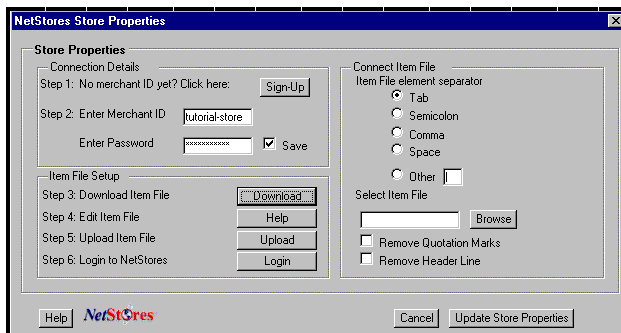 NetStores Store Properties
Store Properties
Connection Details
Step 1: No merchant ID yet? Click here:
Sign-Up
Step 2: Enter Merchant ID
tutorial-store
Enter Password
xxxxxxxxxxx
Save
Item File Setup
Step 3: Download Item File
Download
Step 4: Edit Item File
Help
Step 5: Upload Item File
Upload
Step 6: Login to NetStores
Login
Connect Item File
Item File element separator
Tab
Semicolon
Comma
Space
Other
Select Item File
Browse
Remove Quotation Marks
Remove Header Line
Help
NetStores
Cancel
Update Store Properties